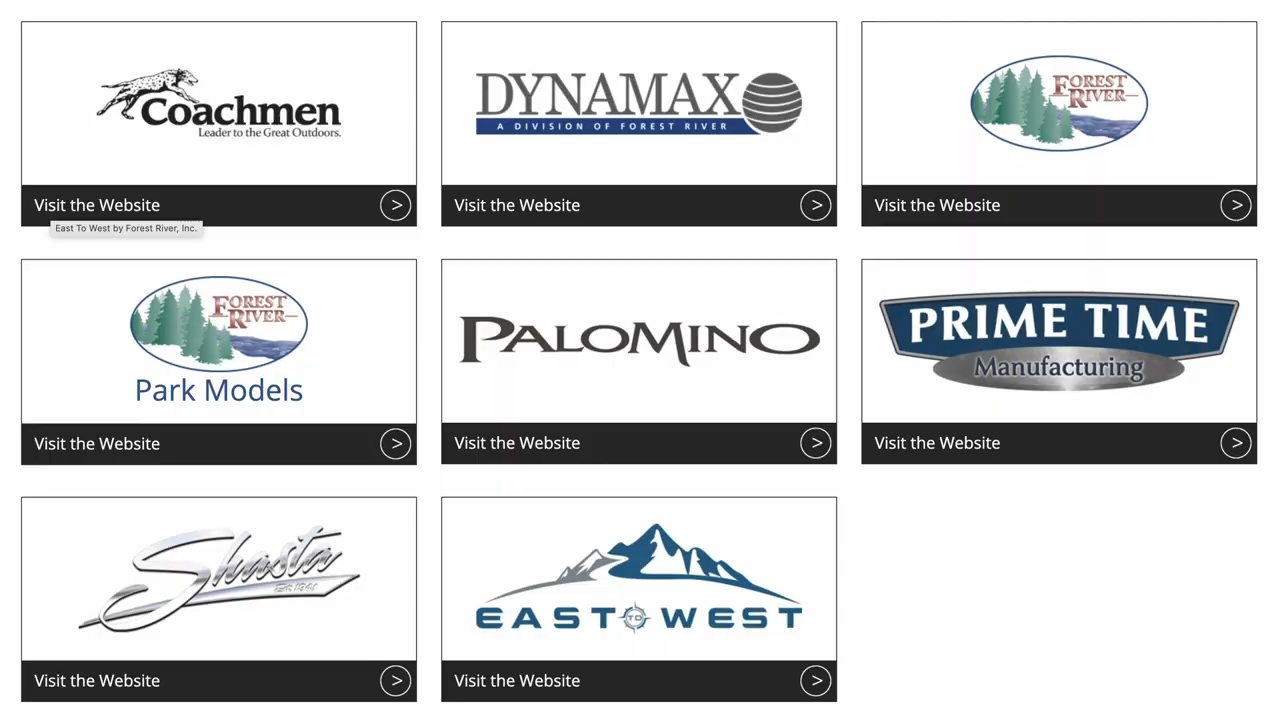 Coachmen
Leader to the Great Outdoors.
Visit the Website
>
DYNAMAX
A DIVISION OF FOREST RIVER
Visit the Website
>
FOREST
RIVER
Visit the Website
>
East To West by Forest River, Inc.
FOREST
RIVER
Park Models
Visit the Website
>
PALOMINO
Visit the Website
>
PRIME TIME
Manufacturing
Visit the Website
>
Shasta
Visit the Website
>
EAST TO WEST
Visit the Website
>